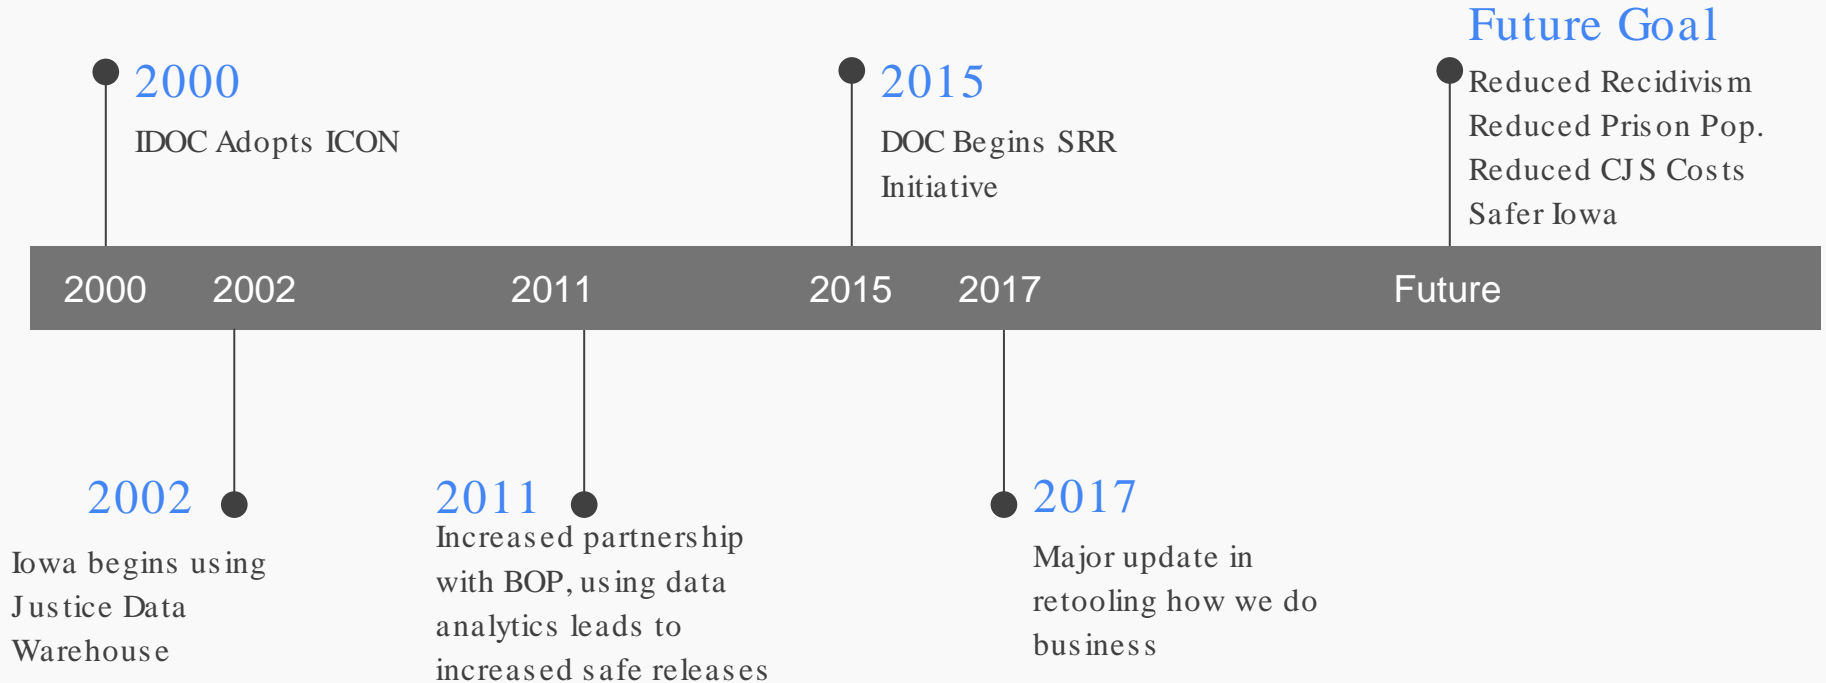 Future Goal
2000
2015
Reduced Recidivism
IDOC Adopts ICON
DOC Begins SRR
Initiative
Reduced Prison Pop.
Reduced CJS Costs
Safer Iowa
2000 2002 2011 2015 2017 Future
2002
Iowa begins using
Justice Data
Warehouse
2011
Increased partnership
with BOP, using data
analytics leads to
increased safe releases
2017
Major update in
retooling how we do
business